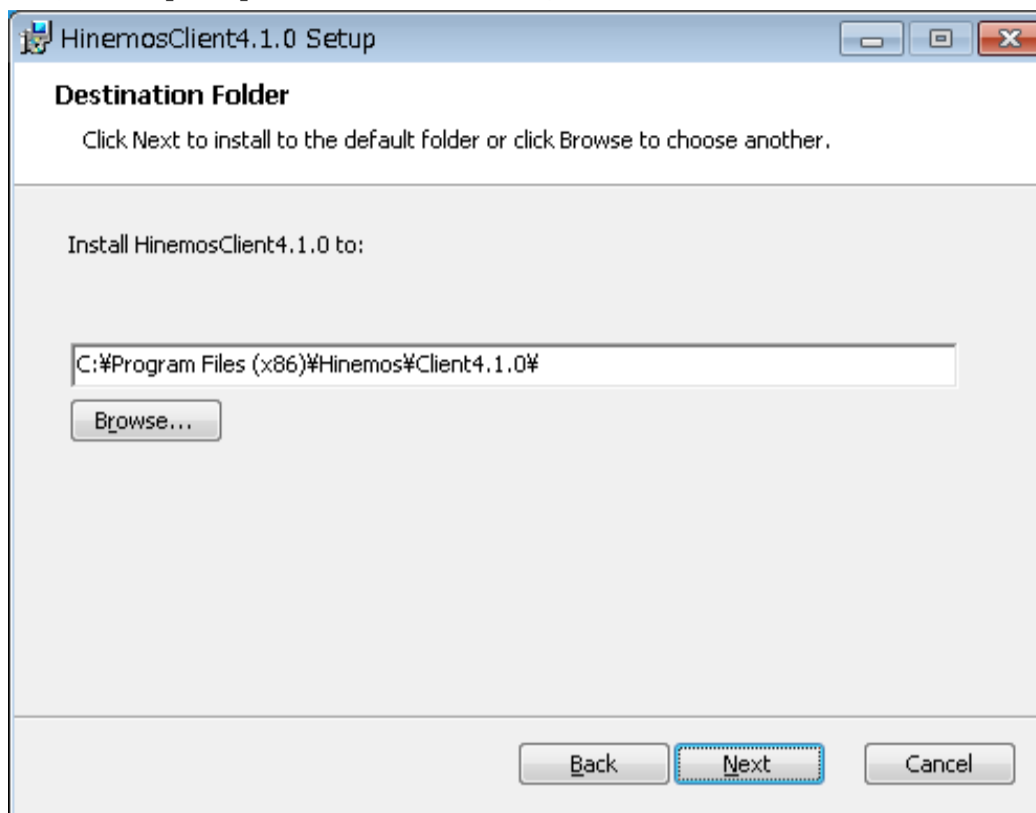 HinemosClient4.1.0 Setup
Destination Folder
Click Next to install to the default folder or click Browse to choose another.
Install HinemosClient4.1.0 to:
C:¥Program Files (x86)¥Hinemos¥Client4.1.0¥
Browse...
Back Next Cancel